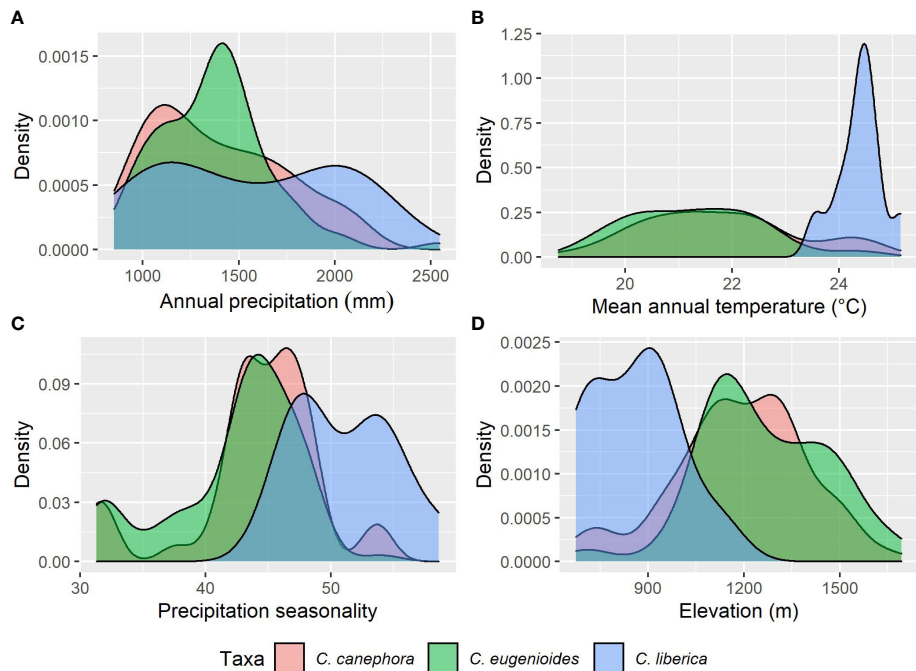 A
Density
0.0015
0.0010
0.0005
0.0000
1000 1500 2000 2500
Annual precipitation (mm)
B
Density
1.25
1.00
0.75
0.50
0.25
0.00
20 22 24
Mean annual temperature (°C)
C
Density
0.09
0.06
0.03
0.00
30 40 50
Precipitation seasonality
D
Density
0.0025
0.0020
0.0015
0.0010
0.0005
0.0000
900 1200 1500
Elevation (m)
Taxa C. canephora C. eugenioides C. liberica